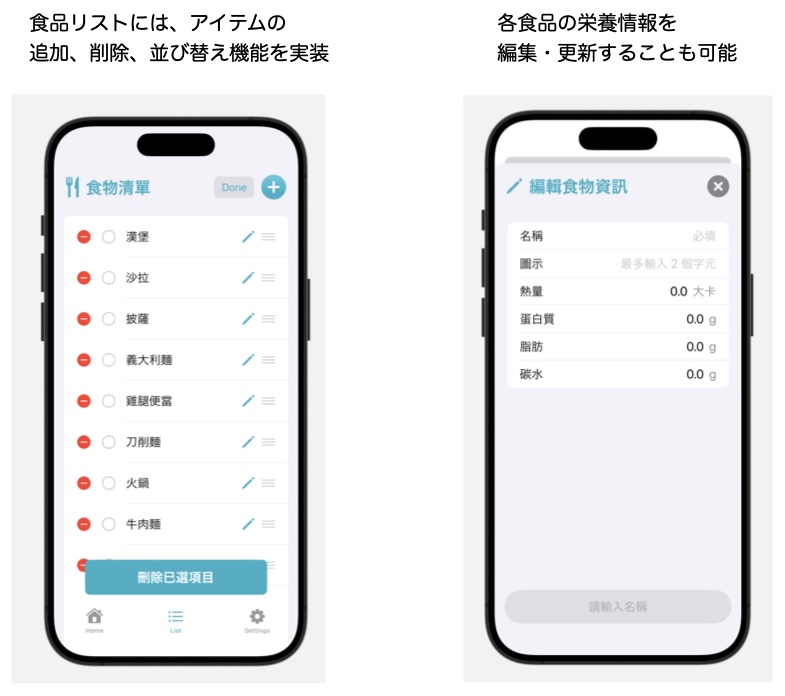 食品リストには、アイテムの
追加、削除、並び替え機能を実装
食物清單
Done
漢堡
沙拉
披薩
義大利麵
雞腿便當
刀削麵
火鍋
牛肉麵
刪除已選項目
Home
List
Settings
各食品の栄養情報を
編集・更新することも可能
編輯食物資訊
名稱 必填
圖示 最多輸入 2 個字元
熱量 0.0 大卡
蛋白質 0.0 g
脂肪 0.0 g
碳水 0.0 g
請輸入名稱